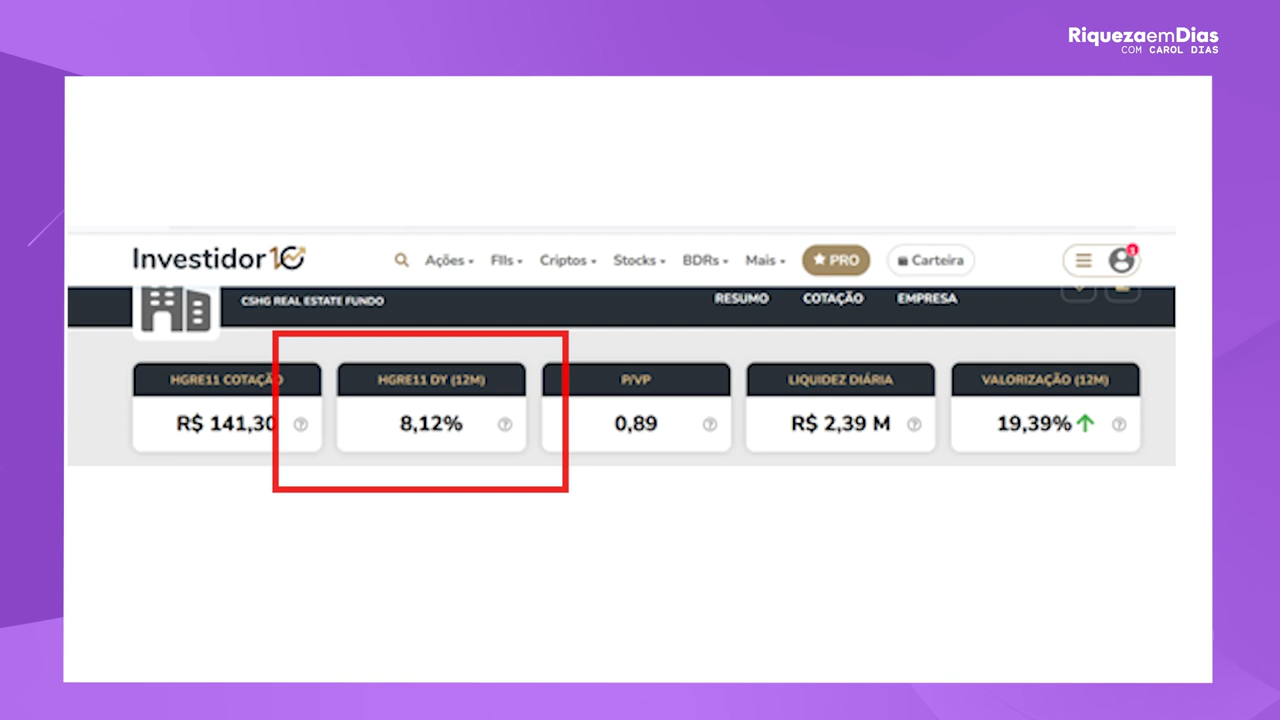 RiquezaemDias
COM CAROL DIAS
Investidor10
Ações FIIs Criptos Stocks BDRs Mais PRO Carteira
9
CSHG REAL ESTATE FUNDO RESUMO COTAÇÃO EMPRESA
HGRE11 COTAÇÃO HGRE11 DY (12M) P/VP LIQUIDEZ DIÁRIA VALORIZAÇÃO (12M)
R$ 141,30 8,12% 0,89 R$ 2,39 M 19,39%